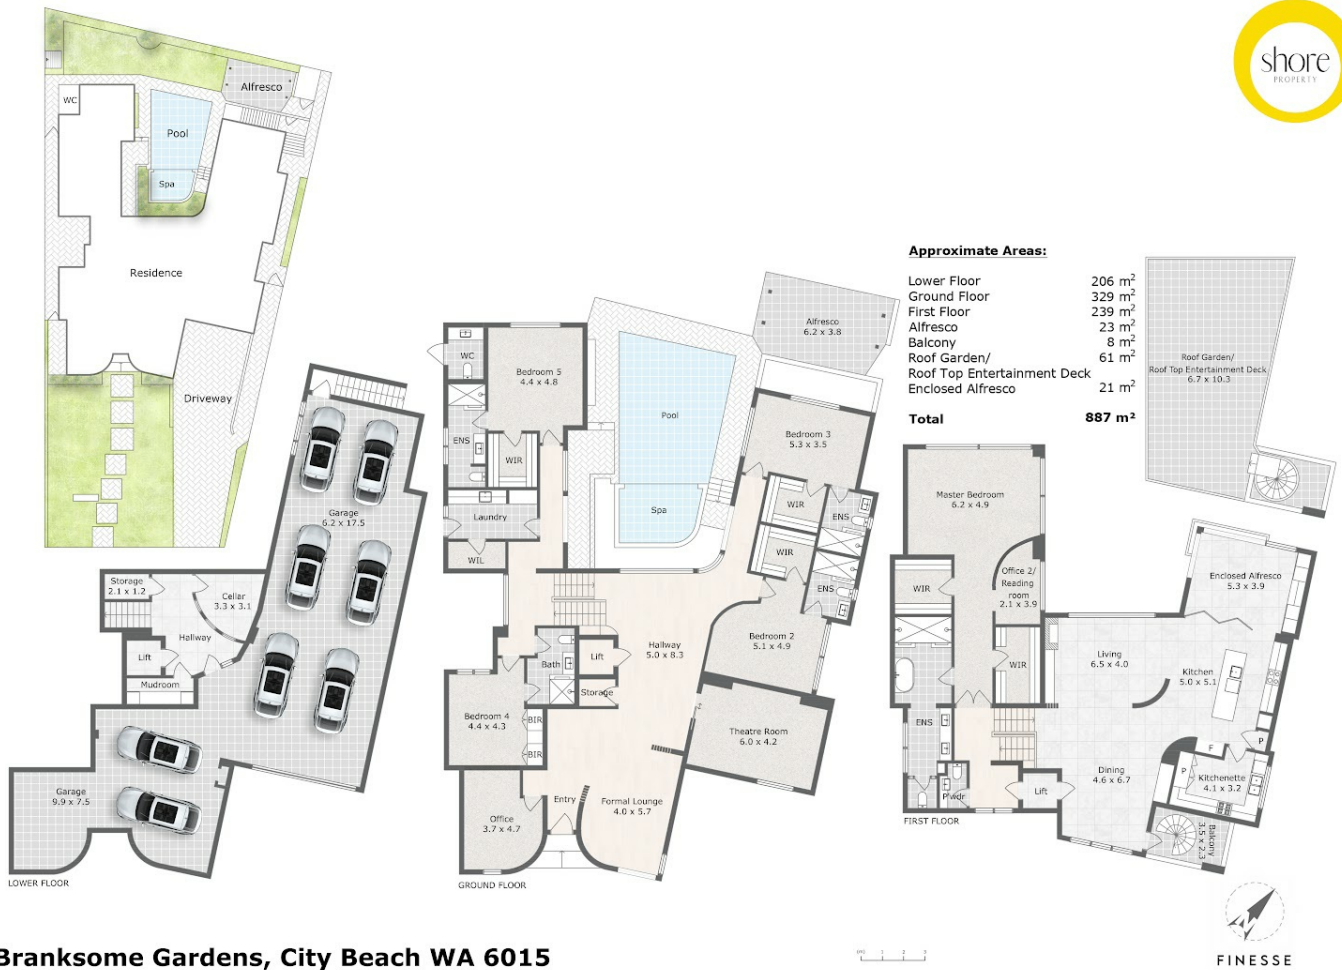 shore
PROPERTY
Alfresco
WC
Pool
Spa
Residence
Driveway
Approximate Areas:
Lower Floor 206 m²
Ground Floor 329 m²
First Floor 239 m²
Alfresco 23 m²
Balcony 8 m²
Roof Garden/ 61 m²
Roof Top Entertainment Deck
Enclosed Alfresco 21 m²
Total 887 m²
Roof Garden/
Roof Top Entertainment Deck
6.7 x 10.3
Garage
6.2 x 17.5
Storage
2.1 x 1.2
Cellar
3.3 x 3.1
Hallway
Lift
Mudroom
Garage
9.9 x 7.5
LOWER FLOOR
Alfresco
6.2 x 3.8
WC
Bedroom 5
4.4 x 4.8
Pool
ENS
WIR
Bedroom 3
5.3 x 3.5
Laundry
Spa
WIR
ENS
WIL
WIR
ENS
Bedroom 2
5.1 x 4.9
Hallway
5.0 x 8.3
Lift
Bath
Storage
Bedroom 4
4.4 x 4.3
BIR
BIR
Theatre Room
6.0 x 4.2
Office
3.7 x 4.7
Entry
Formal Lounge
4.0 x 5.7
GROUND FLOOR
Master Bedroom
6.2 x 4.9
Office 2/
Reading
room
2.1 x 3.9
WIR
WIR
Enclosed Alfresco
5.3 x 3.9
Living
6.5 x 4.0
Kitchen
5.0 x 5.1
ENS
P
F
Dining
4.6 x 6.7
P
Kitchenette
4.1 x 3.2
Pwdr
Lift
Balcony
3.5 x 2.3
FIRST FLOOR
Branksome Gardens, City Beach WA 6015
1 2 3
N
FINESSE